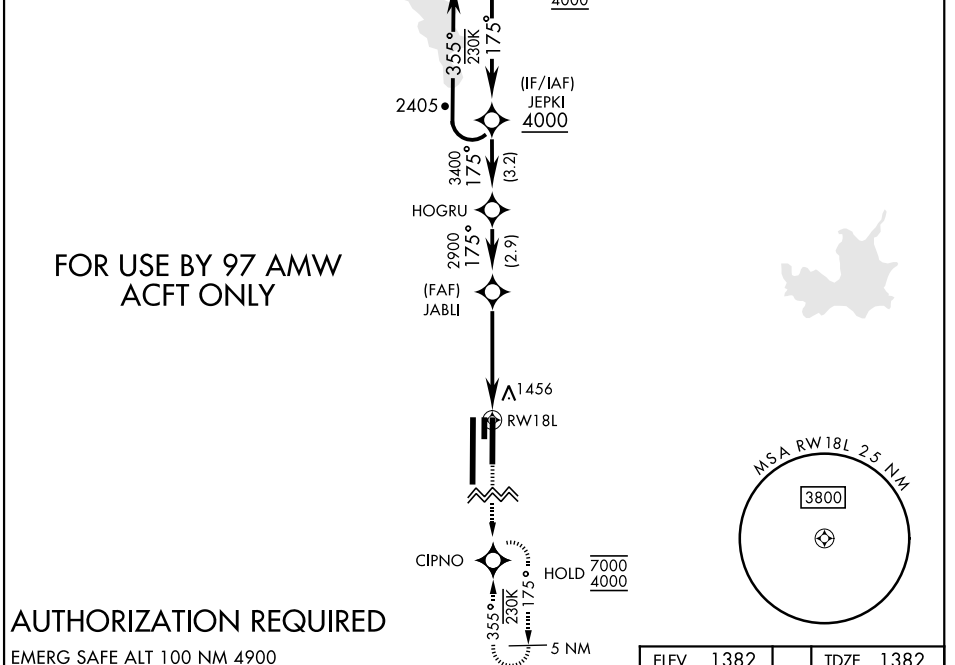 4000
355°
230K
175°
(IF/IAF)
JEPKI
4000
2405
3400
175°
(3.2)
HOGRU
2900
175°
(2.9)
FOR USE BY 97 AMW
ACFT ONLY
(FAF)
JABLI
1456
RW18L
MSA RW18L 25 NM
3800
CIPNO
HOLD 7000
4000
355°
230K
175°
5 NM
AUTHORIZATION REQUIRED
EMERG SAFE ALT 100 NM 4900
ELEV 1382
TDZE 1382